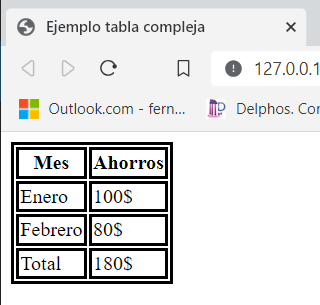 Ejemplo tabla compleja
127.0.0.1
Outlook.com - fern... Delphos. Cor
Mes Ahorros
Enero 100$
Febrero 80$
Total 180$